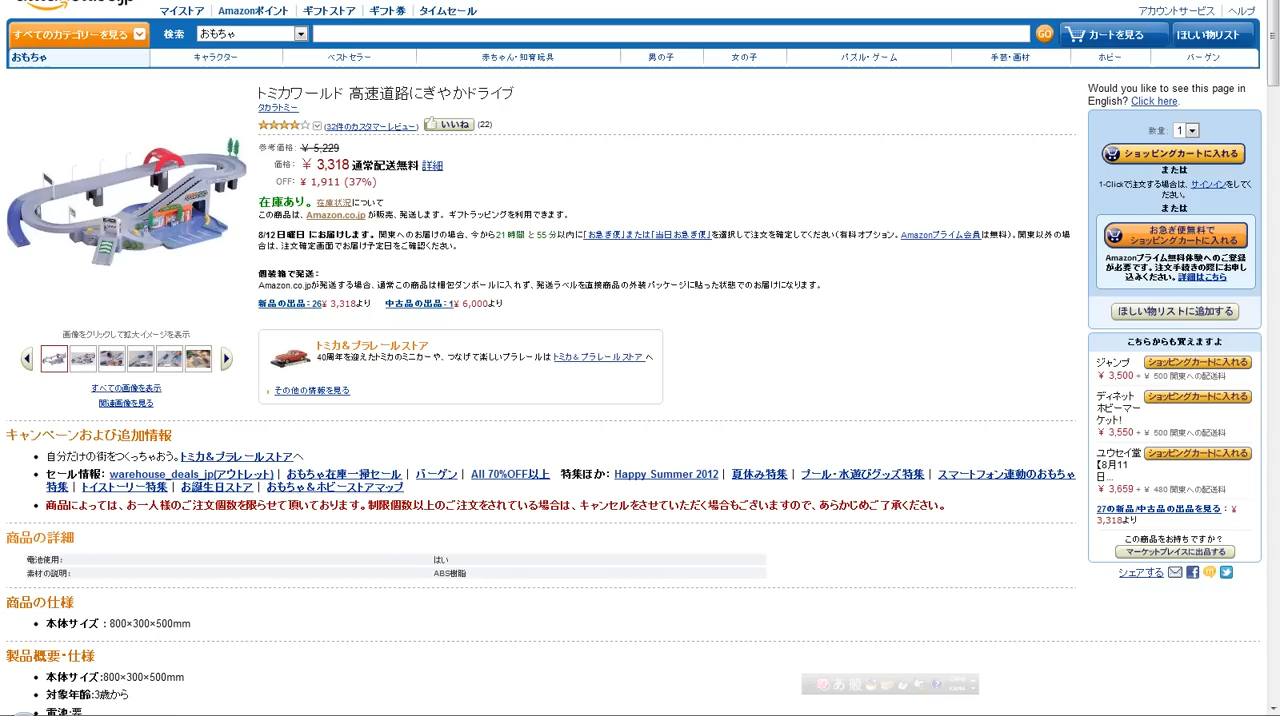 マイストア Amazonポイント ギフトストア ギフト券 タイムセール アカウントサービス ヘルプ
すべてのカテゴリーを見る 検索 おもちゃ GO カートを見る ほしい物リスト
おもちゃ キャラクター ベストセラー 赤ちゃん・知育玩具 男の子 女の子 パズル・ゲーム 手芸・画材 ホビー バーゲン
トミカワールド 高速道路にぎやかドライブ
タカラトミー
(32件のカスタマーレビュー) いいね (22)
参考価格: ￥ 5,229
価格: ￥ 3,318 通常配送無料 詳細
OFF: ￥ 1,911 (37%)
在庫あり。 在庫状況について
この商品は、Amazon.co.jp が販売、発送します。 ギフトラッピングを利用できます。
8/12 日曜日 にお届けします。 関東へのお届の場合、今から21 時間 と 55 分以内に「お急ぎ便」または「当日お急ぎ便」を選択して注文を確定してください(有料オプション。Amazonプライム会員は無料)。関東以外の場
合は、注文確定画面でお届け予定日をご確認ください。
個装箱で発送：
Amazon.co.jpが発送する場合、通常この商品は梱包ダンボールに入れず、発送ラベルを直接商品の外装パッケージに貼った状態でのお届けになります。
新品の出品：26￥ 3,318より 中古品の出品：1￥ 6,000より
画像をクリックして拡大イメージを表示
すべての画像を表示
関連画像を見る
トミカ＆プラレールストア
40周年を迎えたトミカのミニカーや、つなげて楽しいプラレールは トミカ＆プラレールストア へ
› その他の情報を見る
Would you like to see this page in
English? Click here.
数量: 1
ショッピングカートに入れる
または
1-Clickで注文する場合は、サインインをしてく
ださい。
または
お急ぎ便無料で
ショッピングカートに入れる
Amazonプライム無料体験へのご登録
が必要です。注文手続きの際にお申し
込みください。詳細はこちら
ほしい物リストに追加する
こちらからも買えますよ
ジャンプ ショッピングカートに入れる
￥ 3,500 + ￥ 500 関東への配送料
ディネット ショッピングカートに入れる
ホビーマー
ケット!
￥ 3,550 + ￥ 500 関東への配送料
ユウセイ堂 ショッピングカートに入れる
【8月11
日...
￥ 3,659 + ￥ 480 関東への配送料
27の新品/中古品の出品を見る： ￥
3,318より
この商品をお持ちですか？
マーケットプレイスに出品する
シェアする
キャンペーンおよび追加情報
• 自分だけの街をつくっちゃおう。トミカ＆プラレールストアへ
• セール情報： warehouse_deals_jp(アウトレット)｜ おもちゃ在庫一掃セール｜ バーゲン｜ All 70%OFF以上 特集ほか： Happy Summer 2012｜ 夏休み特集｜ プール・水遊びグッズ特集｜ スマートフォン連動のおもちゃ
特集｜トイストーリー特集｜ お誕生日ストア｜ おもちゃ＆ホビーストアマップ
• 商品によっては、お一人様のご注文個数を限らせて頂いております。制限個数以上のご注文をされている場合は、キャンセルをさせていただく場合もございますので、あらかじめご了承ください。
商品の詳細
電池使用: はい
素材の説明: ABS樹脂
商品の仕様
• 本体サイズ ：800×300×500mm
製品概要・仕様
• 本体サイズ:800×300×500mm
• 対象年齢:3歳から
• 電池:要
あ 般